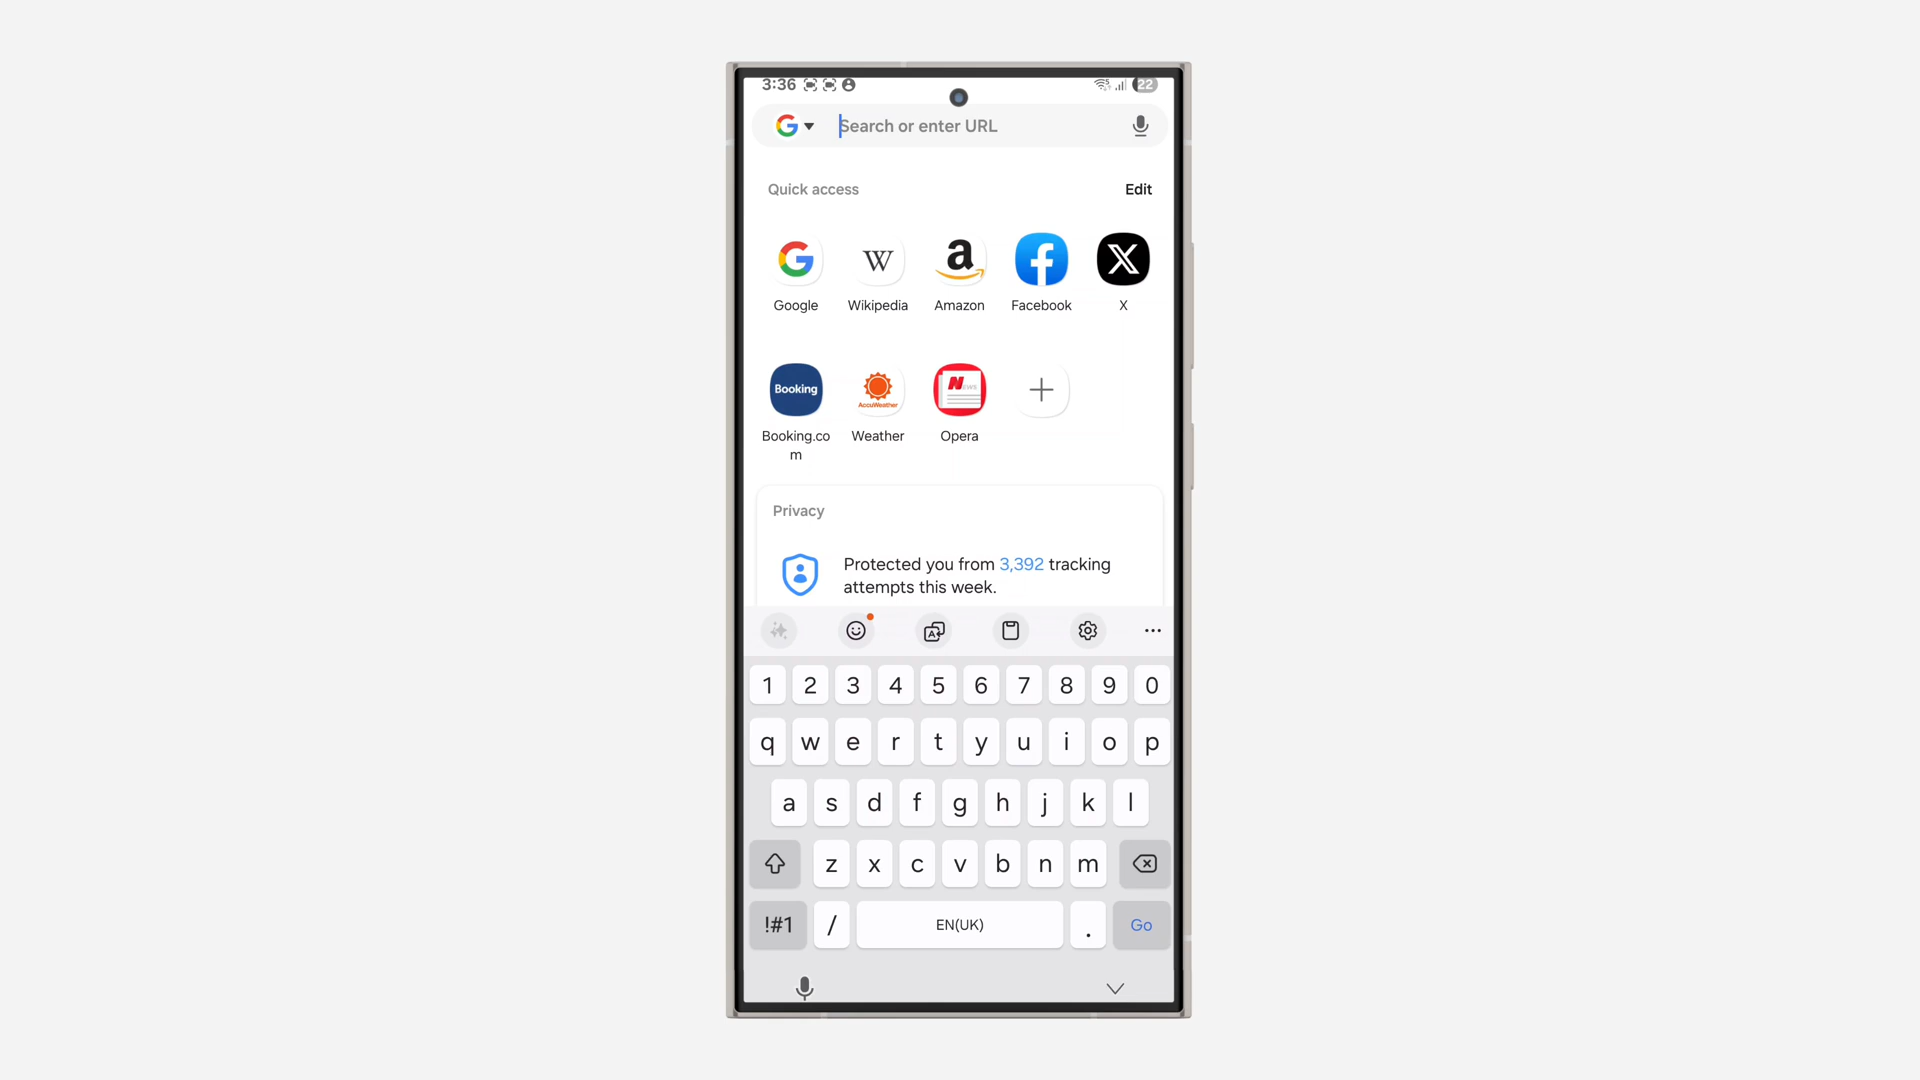 3:36
22
Search or enter URL
Quick access
Edit
W
a
Google
Wikipedia
Amazon
Facebook
X
Booking
AccuWeather
NEWS
Booking.co
m
Weather
Opera
Privacy
Protected you from 3,392 tracking
attempts this week.
1 2 3 4 5 6 7 8 9 0
q w e r t y u i o p
a s d f g h j k l
z x c v b n m
!#1 / EN(UK) . Go